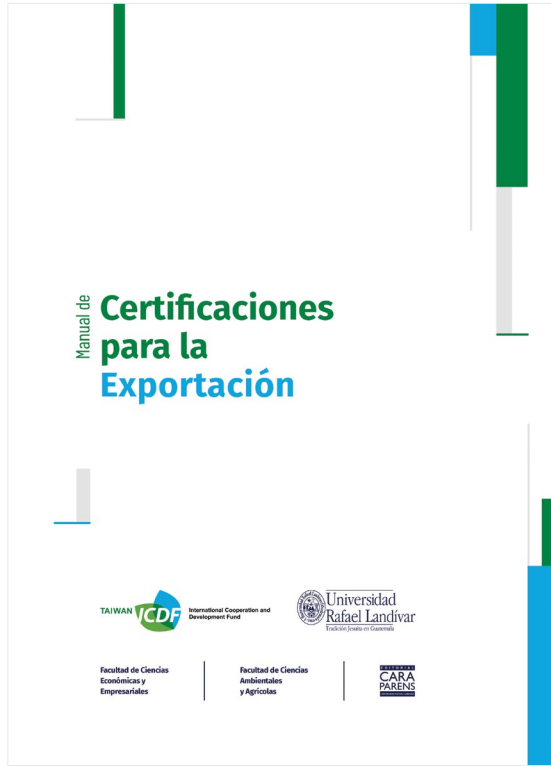 Manual de
Certificaciones
para la
Exportación
TAIWAN ICDF International Cooperation and
Development Fund
Universidad
Rafael Landívar
Tradición Jesuita en Guatemala
Facultad de Ciencias
Económicas y
Empresariales
Facultad de Ciencias
Ambientales
y Agrícolas
EDITORIAL
CARA
PARENS